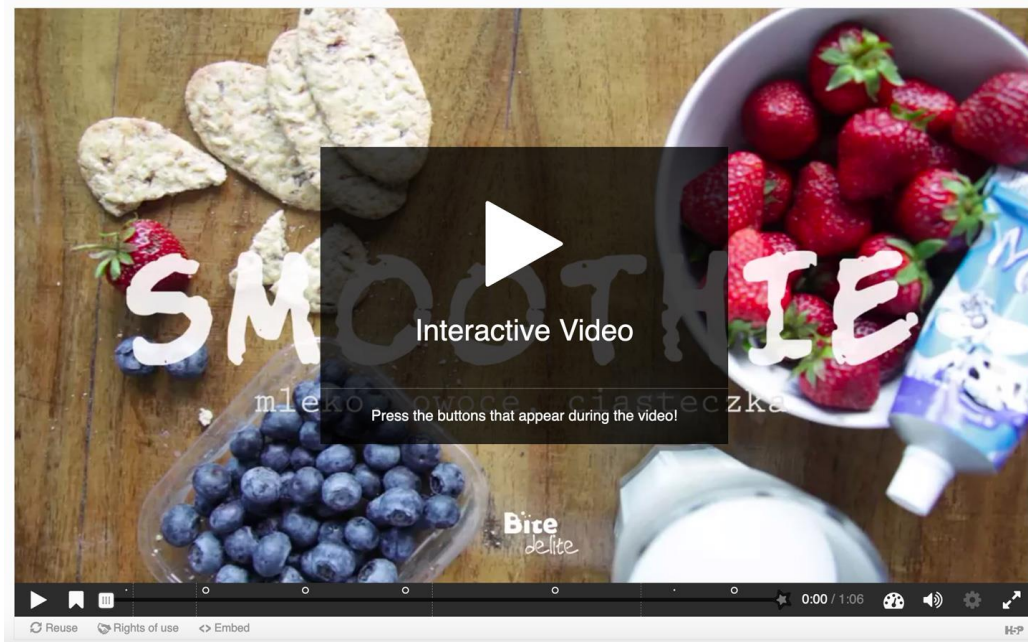 SMOOTHIE
Interactive Video
mleko owoce ciasteczka
Press the buttons that appear during the video!
Bite
delite
0:00 / 1:06
Reuse
Rights of use
<> Embed
H5P